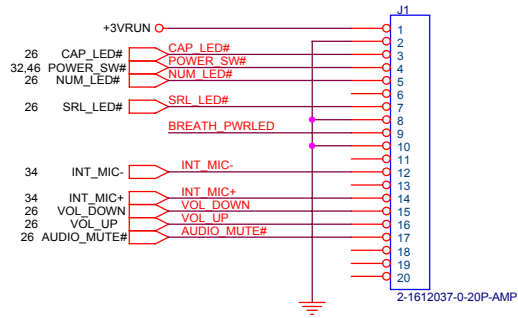 J1
+3VRUN 1
2
26 CAP_LED# CAP_LED# 3
32,46 POWER_SW# POWER_SW# 4
26 NUM_LED# NUM_LED# 5
6
26 SRL_LED# SRL_LED# 7
8
BREATH_PWRLED 9
10
11
34 INT_MIC- INT_MIC- 12
13
34 INT_MIC+ INT_MIC+ 14
26 VOL_DOWN VOL_DOWN 15
26 VOL_UP VOL_UP 16
26 AUDIO_MUTE# AUDIO_MUTE# 17
18
19
20
2-1612037-0-20P-AMP